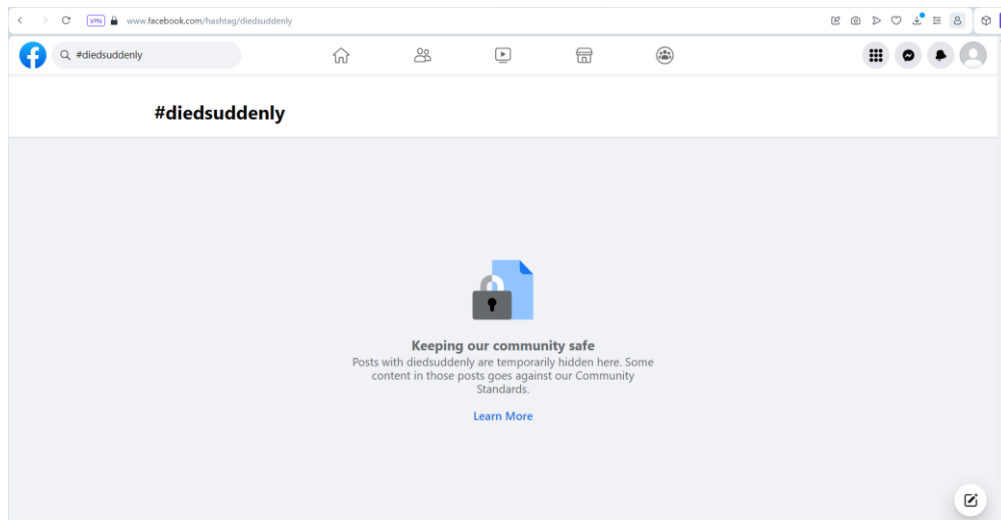 VPN www.facebook.com/hashtag/diedsuddenly
#diedsuddenly
#diedsuddenly
Keeping our community safe
Posts with diedsuddenly are temporarily hidden here. Some
content in those posts goes against our Community
Standards.
Learn More